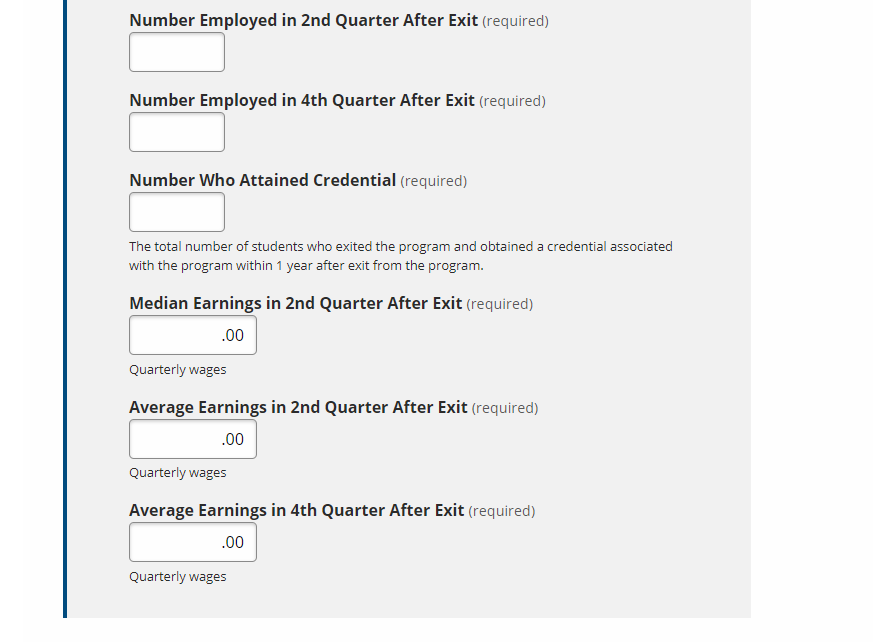 Number Employed in 2nd Quarter After Exit (required)
Number Employed in 4th Quarter After Exit (required)
Number Who Attained Credential (required)
The total number of students who exited the program and obtained a credential associated
with the program within 1 year after exit from the program.
Median Earnings in 2nd Quarter After Exit (required)
.00
Quarterly wages
Average Earnings in 2nd Quarter After Exit (required)
.00
Quarterly wages
Average Earnings in 4th Quarter After Exit (required)
.00
Quarterly wages